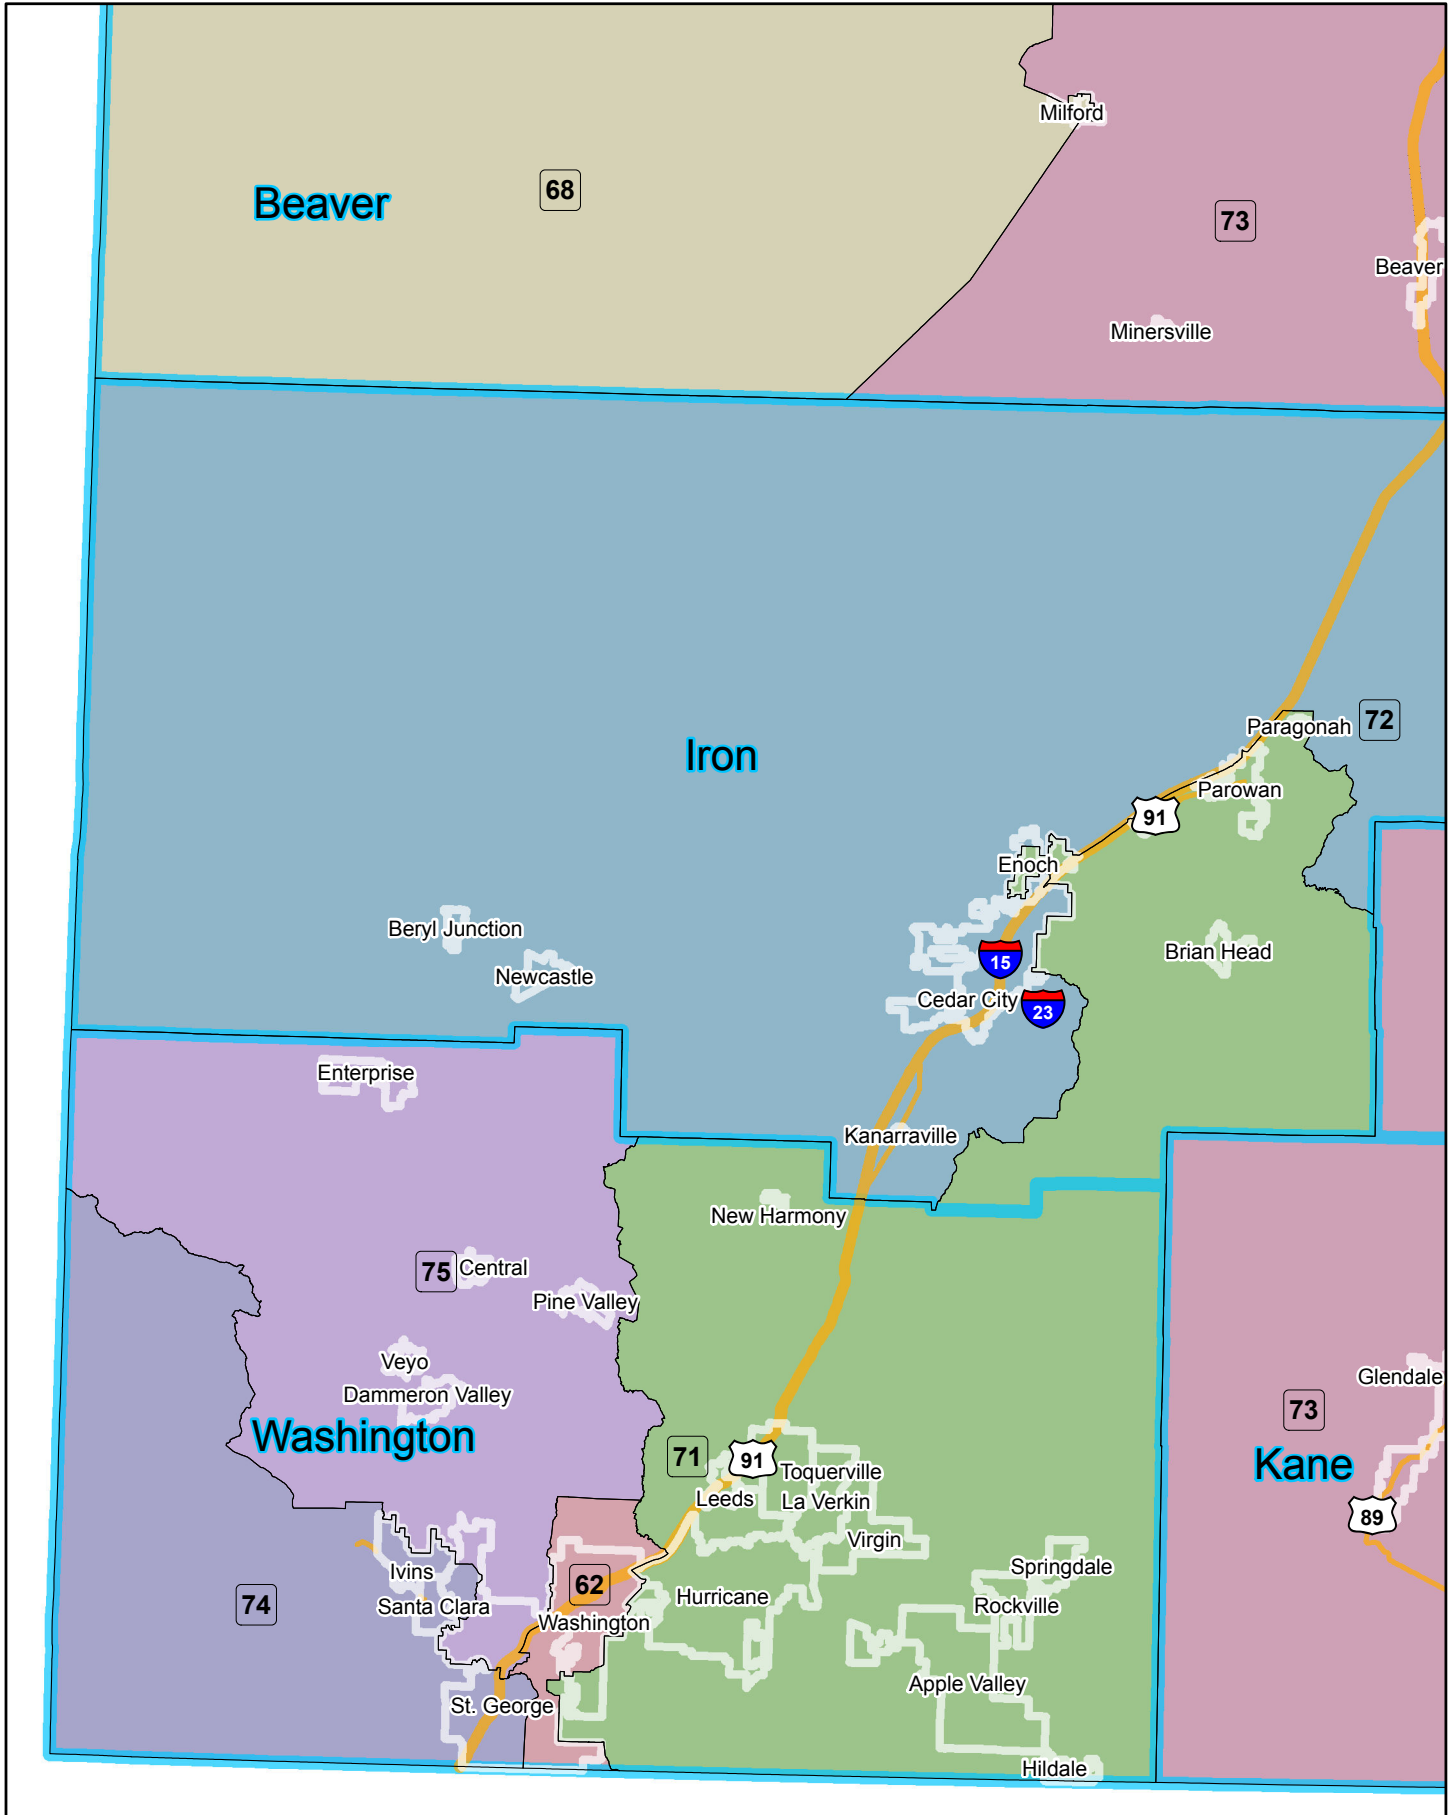 Milford
68
Beaver
73
Beaver
Minersville
72
Paragonah
Iron
Parowan
91
Enoch
Beryl Junction
Brian Head
15
Newcastle
Cedar City
23
Enterprise
Kanarraville
New Harmony
75
Central
Pine Valley
Veyo
Glendale
Dammeron Valley
73
Washington
71
91
Kane
Toquerville
Leeds
La Verkin
89
Virgin
Springdale
Ivins
62
Hurricane
74
Santa Clara
Rockville
Washington
Apple Valley
St. George
Hildale